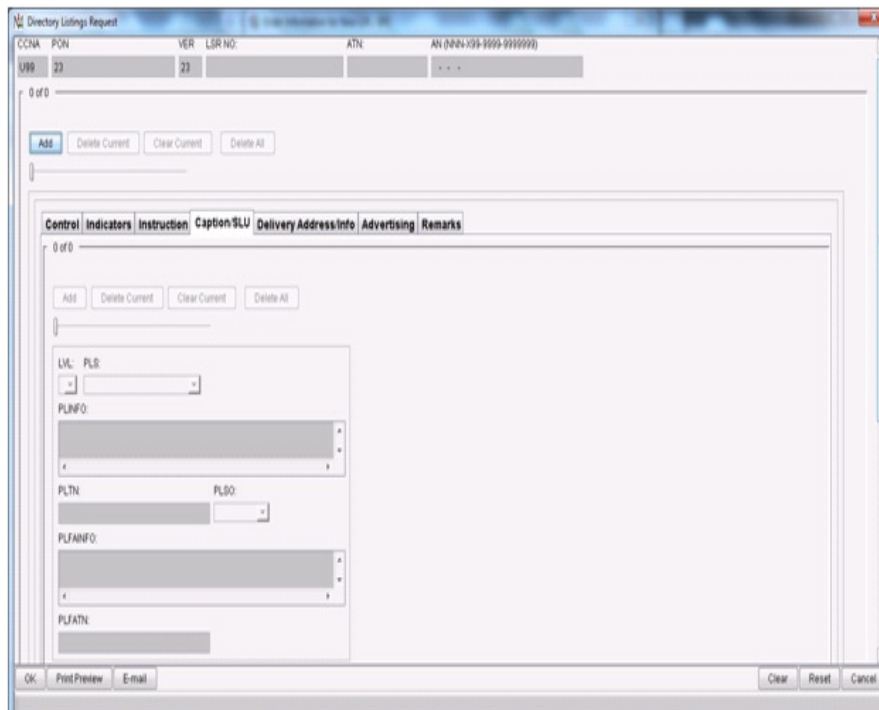 Directory Listings Request
CCNA PON VER LSR NO: ATN: AN (NNN-X99-9999-9999999)
U99 23 23 - - -
0 of 0
Add Delete Current Clear Current Delete All
Control Indicators Instruction Caption/SLU Delivery Address/Info Advertising Remarks
0 of 0
Add Delete Current Clear Current Delete All
LVL: PLS:
PLINFO:
PLTN: PLSO:
PLFAINFO:
PLFATN:
OK Print Preview E-mail Clear Reset Cancel